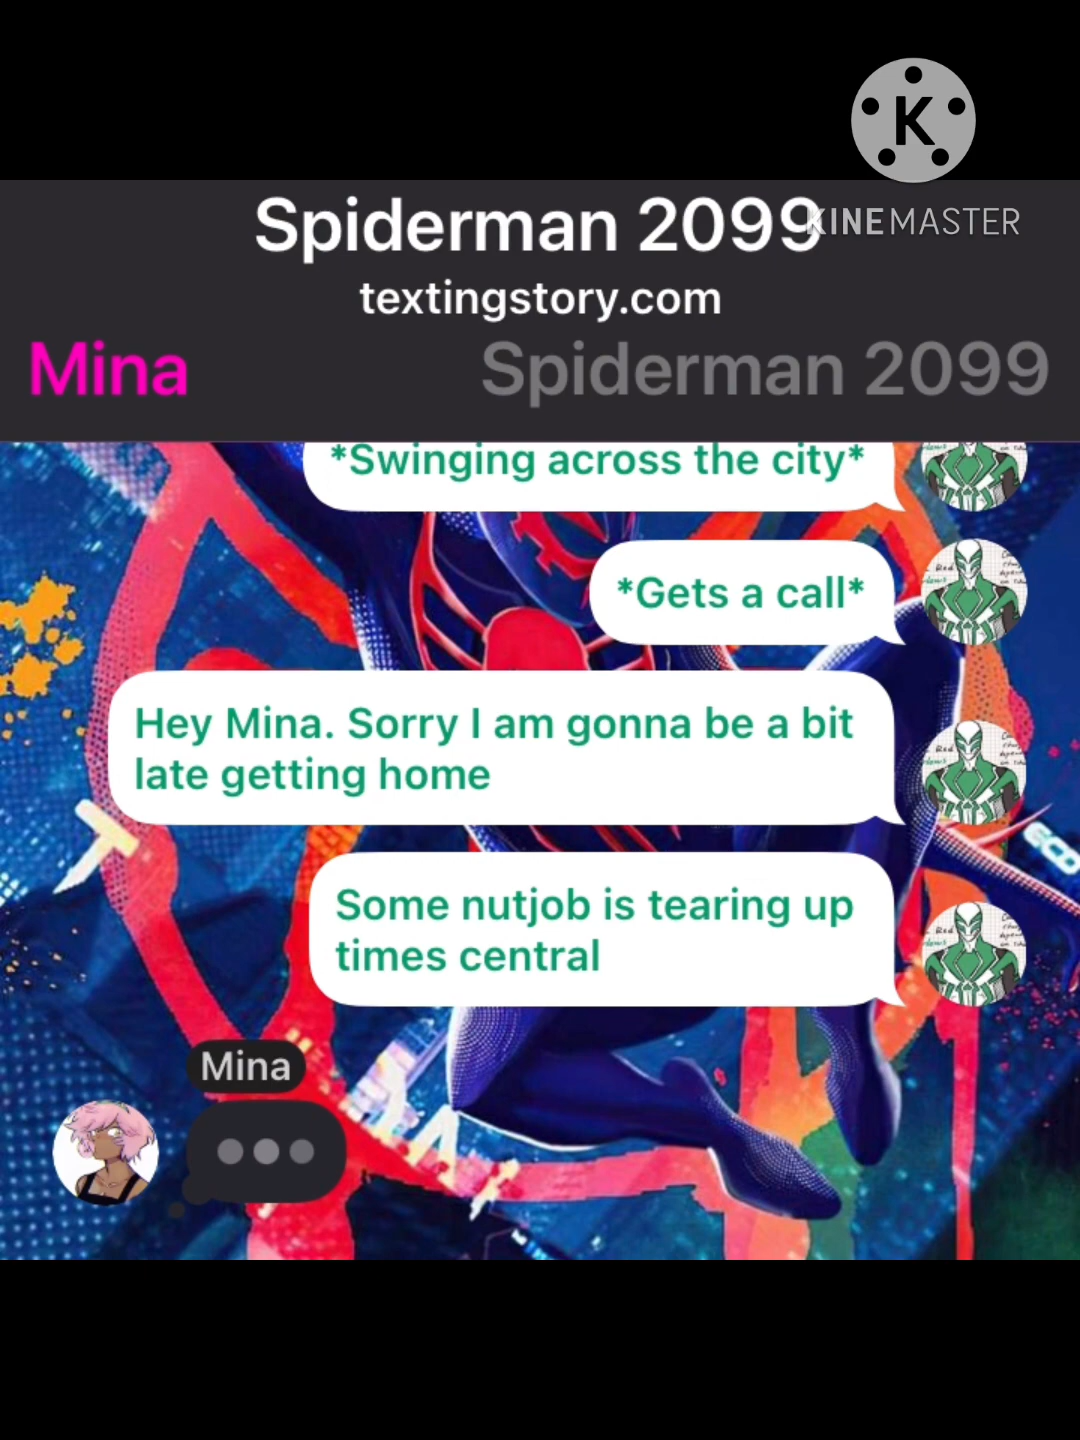 K
KINEMASTER
Spiderman 2099
textingstory.com
Mina Spiderman 2099
*Swinging across the city*
*Gets a call*
Hey Mina. Sorry I am gonna be a bit
late getting home
Some nutjob is tearing up
times central
Mina